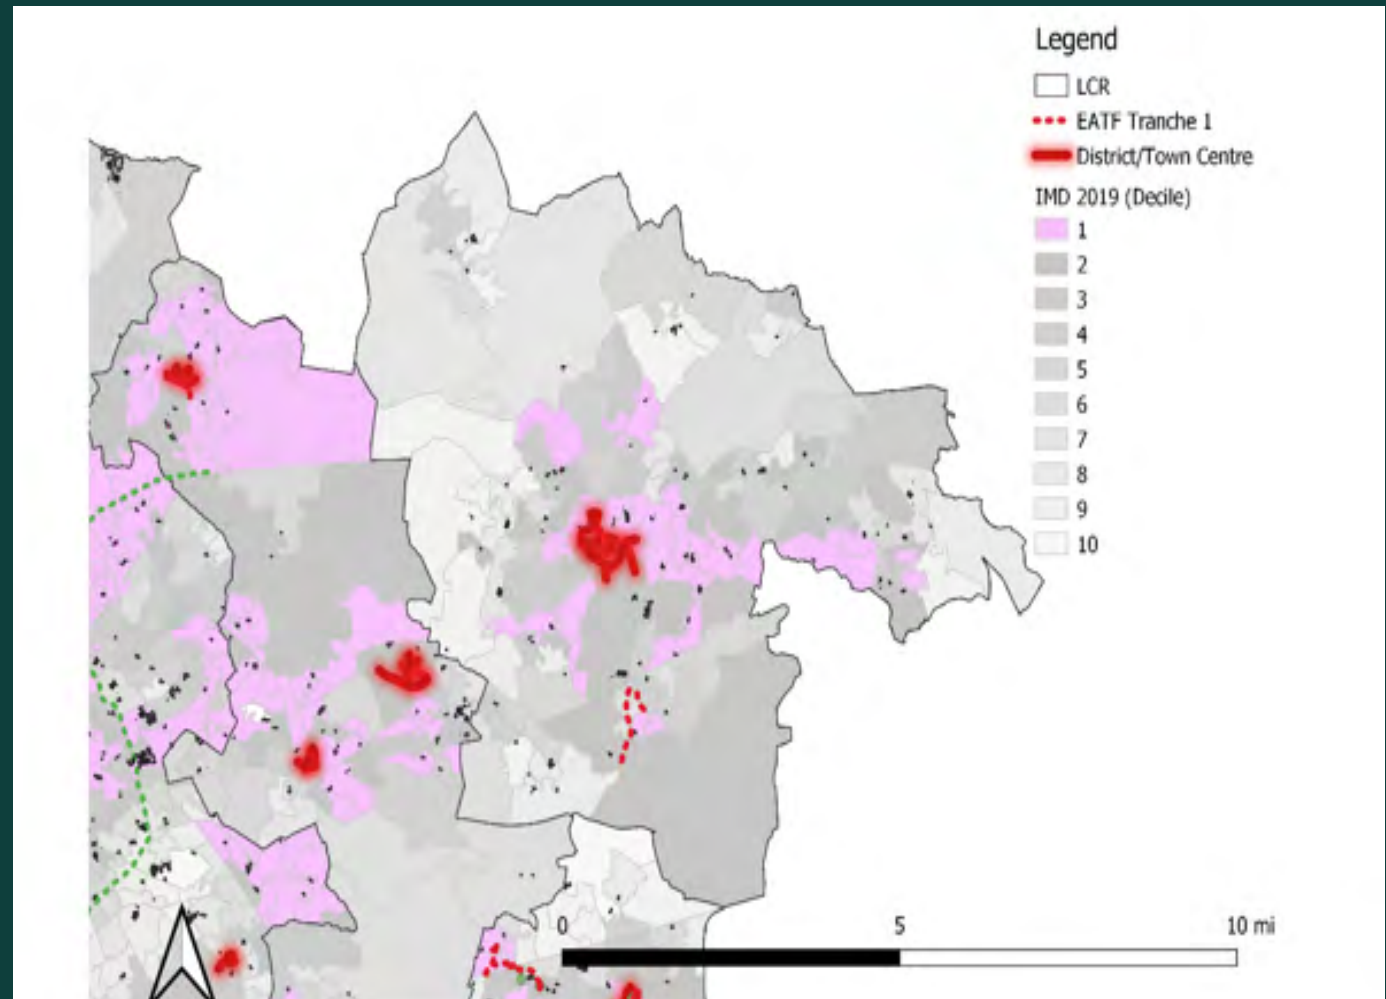 Legend
LCR
EATF Tranche 1
District/Town Centre
IMD 2019 (Decile)
1
2
3
4
5
6
7
8
9
10
0 5 10 mi